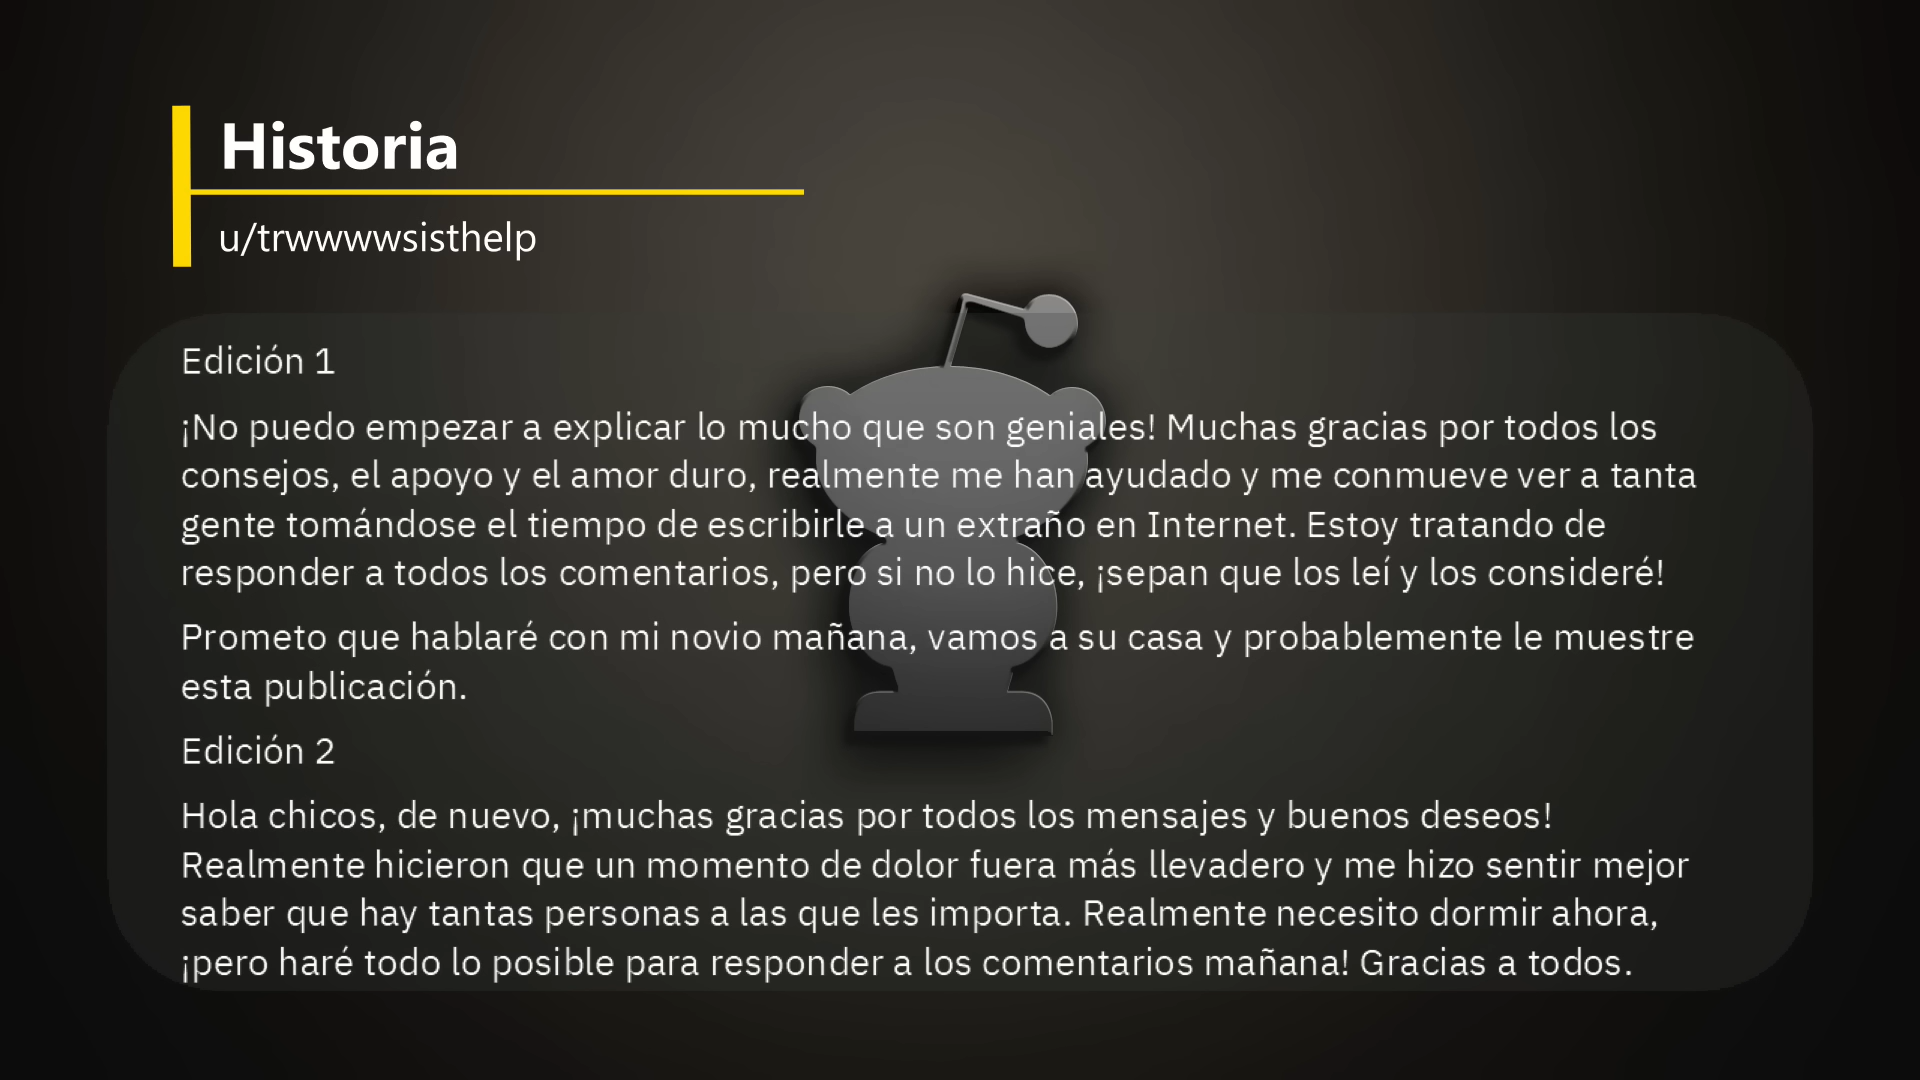 Historia
u/trwwwwsisthelp
Edición 1
¡No puedo empezar a explicar lo mucho que son geniales! Muchas gracias por todos los
consejos, el apoyo y el amor duro, realmente me han ayudado y me conmueve ver a tanta
gente tomándose el tiempo de escribirle a un extraño en Internet. Estoy tratando de
responder a todos los comentarios, pero si no lo hice, ¡sepan que los leí y los consideré!
Prometo que hablaré con mi novio mañana, vamos a su casa y probablemente le muestre
esta publicación.
Edición 2
Hola chicos, de nuevo, ¡muchas gracias por todos los mensajes y buenos deseos!
Realmente hicieron que un momento de dolor fuera más llevadero y me hizo sentir mejor
saber que hay tantas personas a las que les importa. Realmente necesito dormir ahora,
¡pero haré todo lo posible para responder a los comentarios mañana! Gracias a todos.